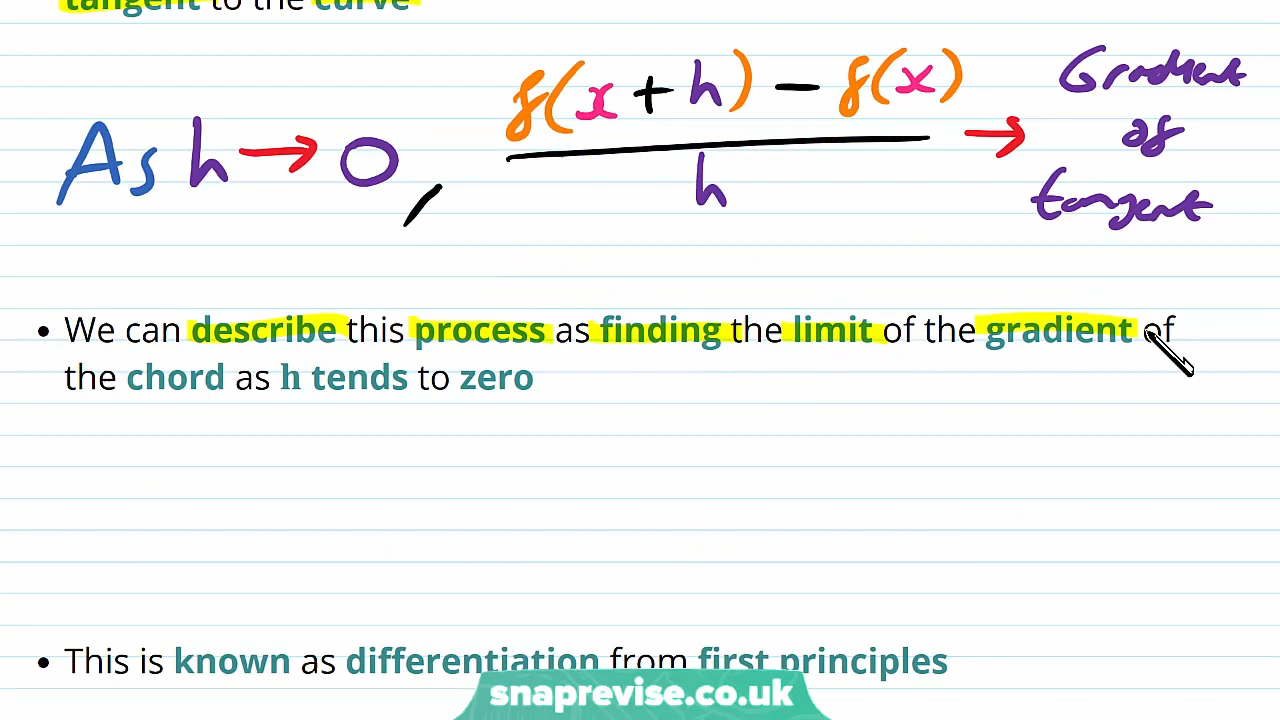 tangent to the curve
As h → 0, f(x + h) − f(x) / h → Gradient of tangent
• We can describe this process as finding the limit of the gradient of
the chord as h tends to zero
• This is known as differentiation from first principles
snaprevise.co.uk